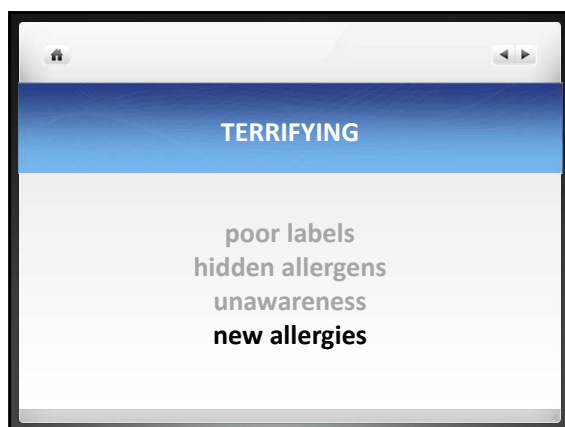 TERRIFYING
poor labels
hidden allergens
unawareness
new allergies